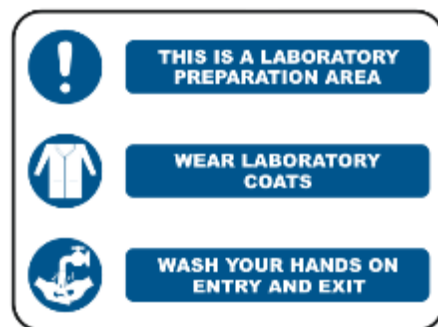 THIS IS A LABORATORY
PREPARATION AREA
WEAR LABORATORY
COATS
WASH YOUR HANDS ON
ENTRY AND EXIT